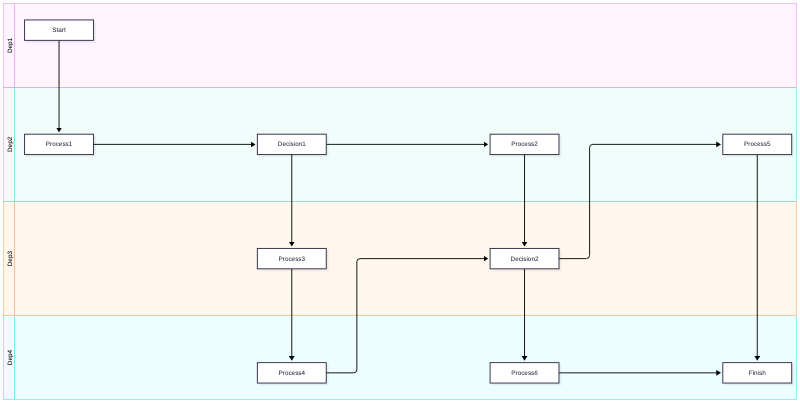 Dep1
Start
Dep2
Process1
Decision1
Process2
Process5
Dep3
Process3
Decision2
Dep4
Process4
Process6
Finish